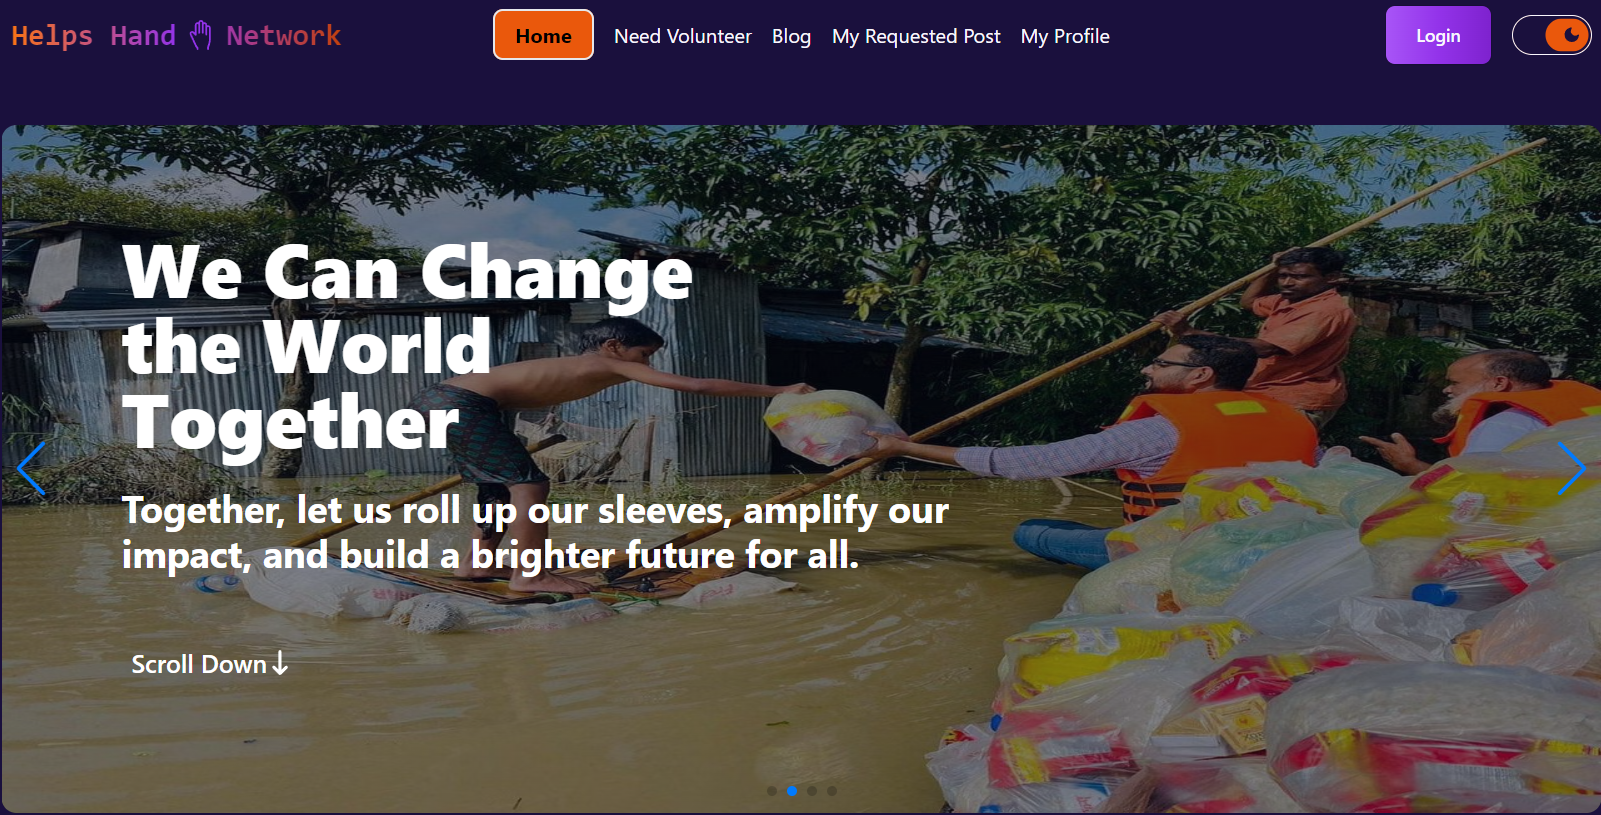 Helps Hand Network
Home
Need Volunteer
Blog
My Requested Post
My Profile
Login
We Can Change
the World
Together
Together, let us roll up our sleeves, amplify our
impact, and build a brighter future for all.
Scroll Down